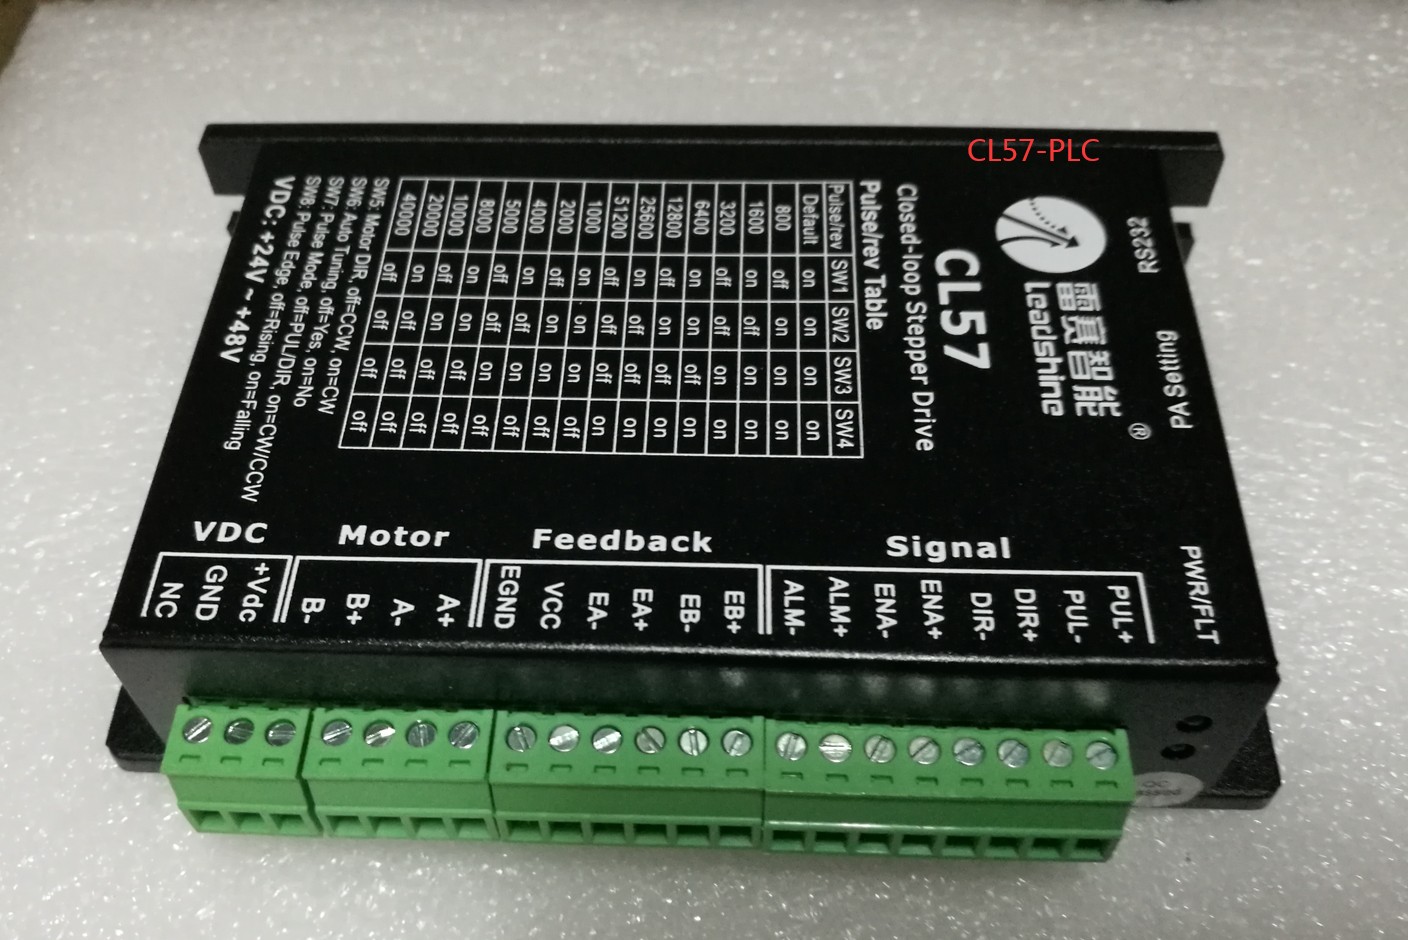 CL57-PLC
RS232
PA Setting
PWR/FLT
雷赛智能
Leadshine
®
CL57
Closed-loop Stepper Drive
Pulse/rev Table
Pulse/rev SW1 SW2 SW3 SW4
Default on on on on
800 off on on on
1600 on off on on
3200 off off on on
6400 on on off on
12800 off on off on
25600 on off off on
51200 off off off on
1000 on on on off
2000 off on on off
4000 on off on off
5000 off off on off
8000 on on off off
10000 off on off off
20000 on off off off
40000 off off off off
SW5: Motor DIR, off=CCW, on=CW
SW6: Auto Tuning, off=Yes, on=No
SW7: Pulse Mode, off=PUL/DIR, on=CW/CCW
SW8: Pulse Edge, off=Rising, on=Falling
VDC: +24V ~ +48V
VDC
NC
GND
+Vdc
Motor
B-
B+
A-
A+
Feedback
EGND
VCC
EA-
EA+
EB-
EB+
Signal
ALM-
ALM+
ENA-
ENA+
DIR-
DIR+
PUL-
PUL+
QC